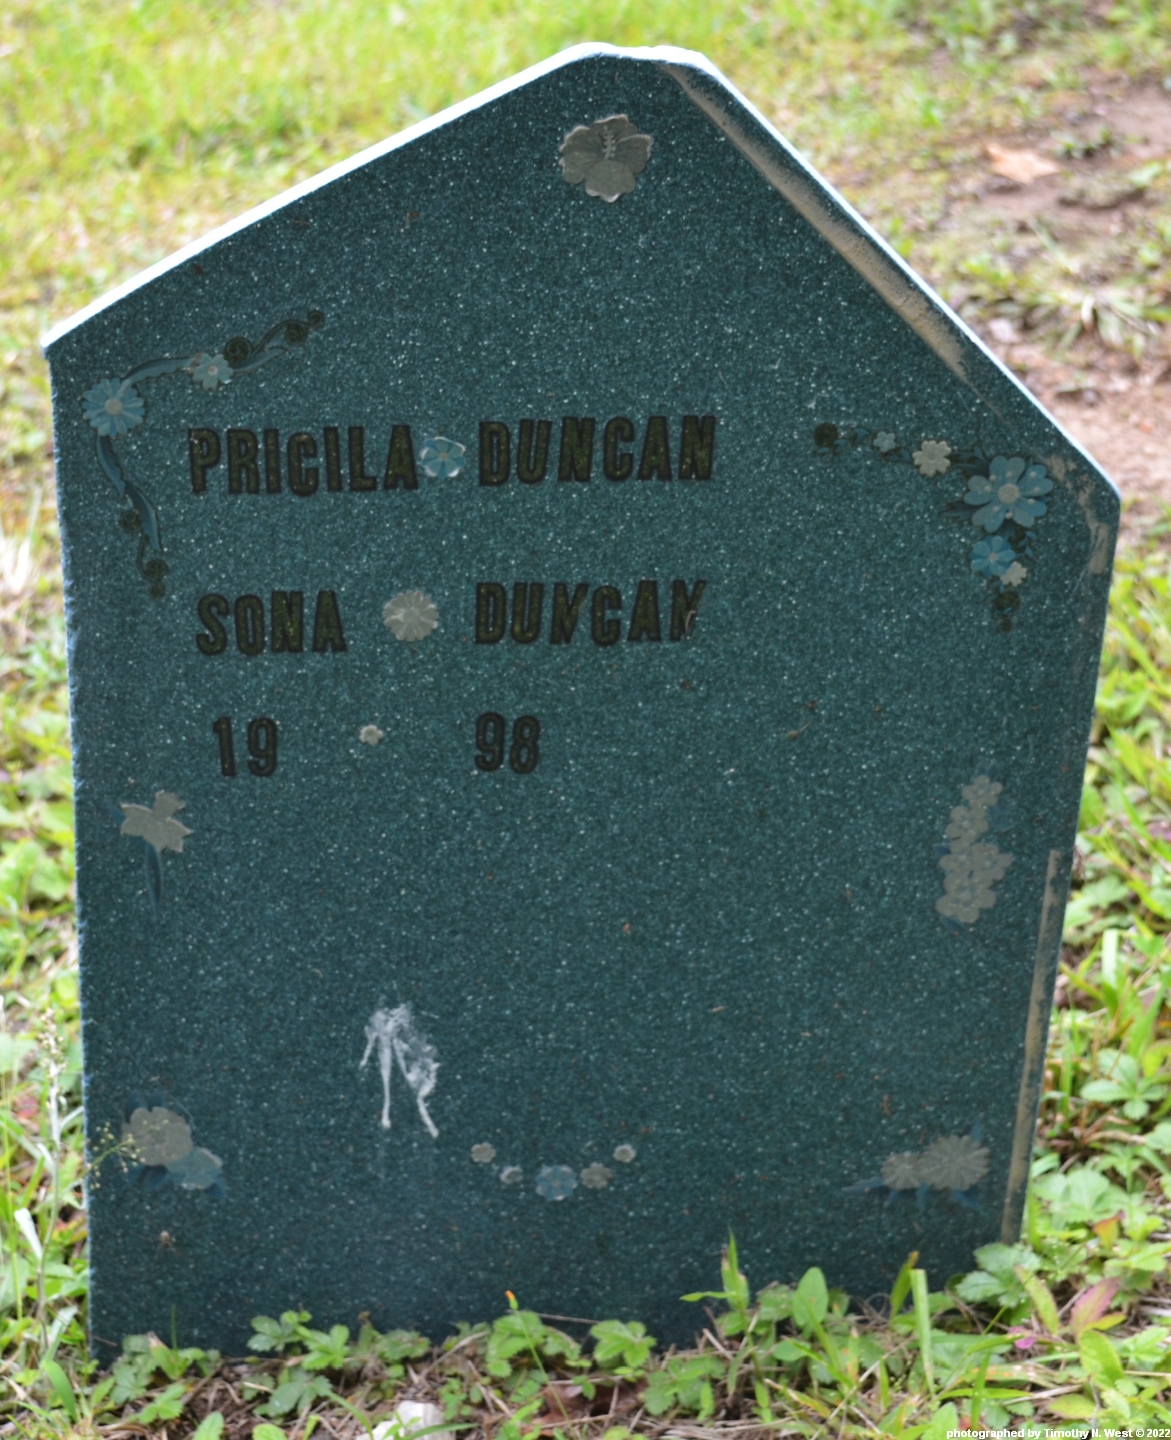 PRICILA DUNCAN
SONA DUNCAN
19 98
photographed by Timothy N. West © 2022